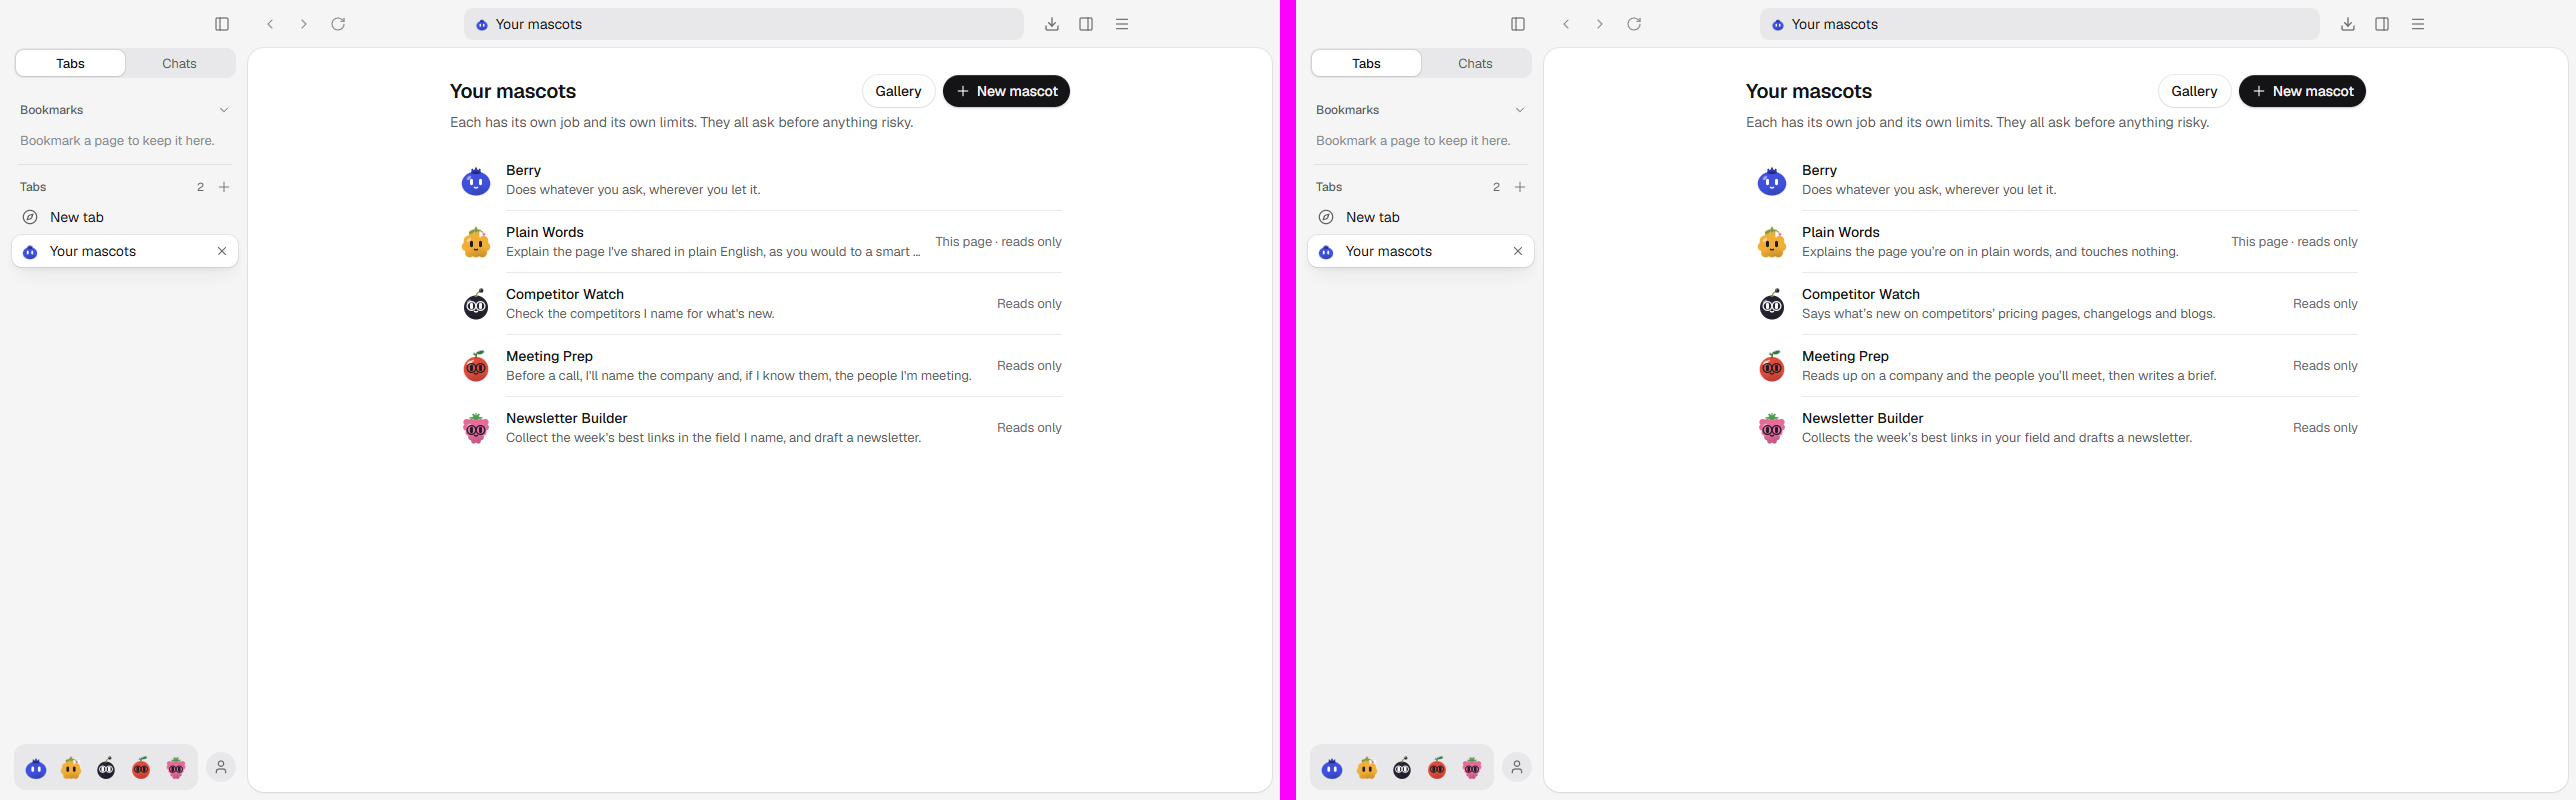 Your mascots
Tabs
Chats
Bookmarks
Bookmark a page to keep it here.
Tabs
2
New tab
Your mascots
Your mascots
Gallery
New mascot
Each has its own job and its own limits. They all ask before anything risky.
Berry
Does whatever you ask, wherever you let it.
Plain Words
Explain the page I've shared in plain English, as you would to a smart ...
This page · reads only
Competitor Watch
Check the competitors I name for what's new.
Reads only
Meeting Prep
Before a call, I'll name the company and, if I know them, the people I'm meeting.
Reads only
Newsletter Builder
Collect the week's best links in the field I name, and draft a newsletter.
Reads only
Your mascots
Tabs
Chats
Bookmarks
Bookmark a page to keep it here.
Tabs
2
New tab
Your mascots
Your mascots
Gallery
New mascot
Each has its own job and its own limits. They all ask before anything risky.
Berry
Does whatever you ask, wherever you let it.
Plain Words
Explains the page you're on in plain words, and touches nothing.
This page · reads only
Competitor Watch
Says what's new on competitors' pricing pages, changelogs and blogs.
Reads only
Meeting Prep
Reads up on a company and the people you'll meet, then writes a brief.
Reads only
Newsletter Builder
Collects the week's best links in your field and drafts a newsletter.
Reads only